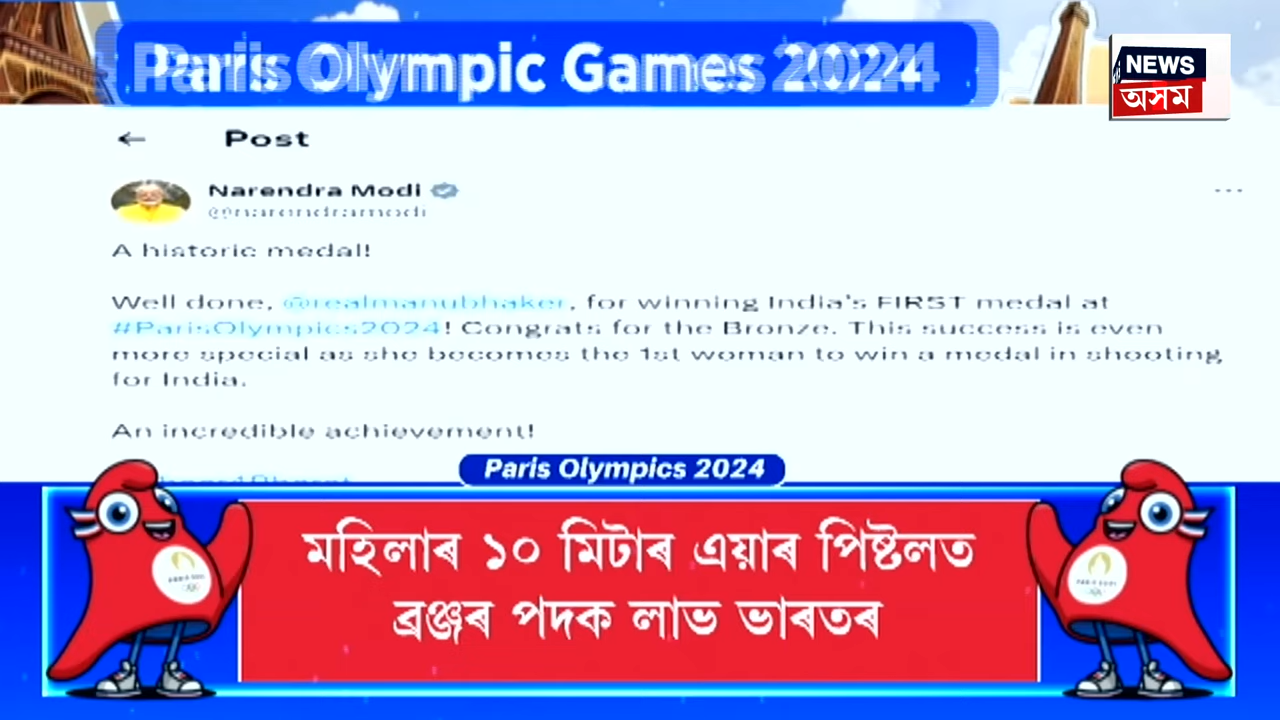 Paris Olympic Games 2024
NEWS
অসম
← Post
Narendra Modi
@narendramodi
A historic medal!
Well done, @realmanubhaker, for winning India's FIRST medal at
#ParisOlympics2024! Congrats for the Bronze. This success is even
more special as she becomes the 1st woman to win a medal in shooting
for India.
An incredible achievement!
Paris Olympics 2024
মহিলাৰ ১০ মিটাৰ এয়াৰ পিষ্টলত
ব্ৰঞ্জৰ পদক লাভ ভাৰতৰ
PARIS 2024